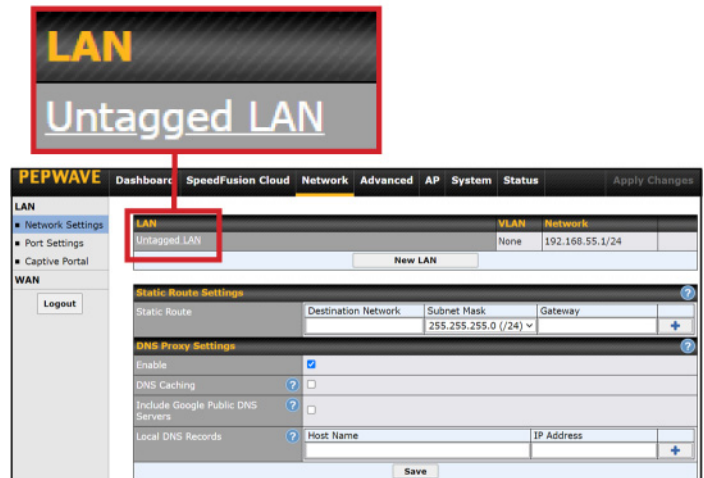 LAN
Untagged LAN
PEPWAVE Dashboard SpeedFusion Cloud Network Advanced AP System Status Apply Changes
LAN
Network Settings
Port Settings
Captive Portal
WAN
Logout
LAN VLAN Network
Untagged LAN None 192.168.55.1/24
New LAN
Static Route Settings ?
Static Route Destination Network Subnet Mask Gateway
255.255.255.0 (/24) +
DNS Proxy Settings ?
Enable
DNS Caching ?
Include Google Public DNS ?
Servers
Local DNS Records ? Host Name IP Address
+
Save